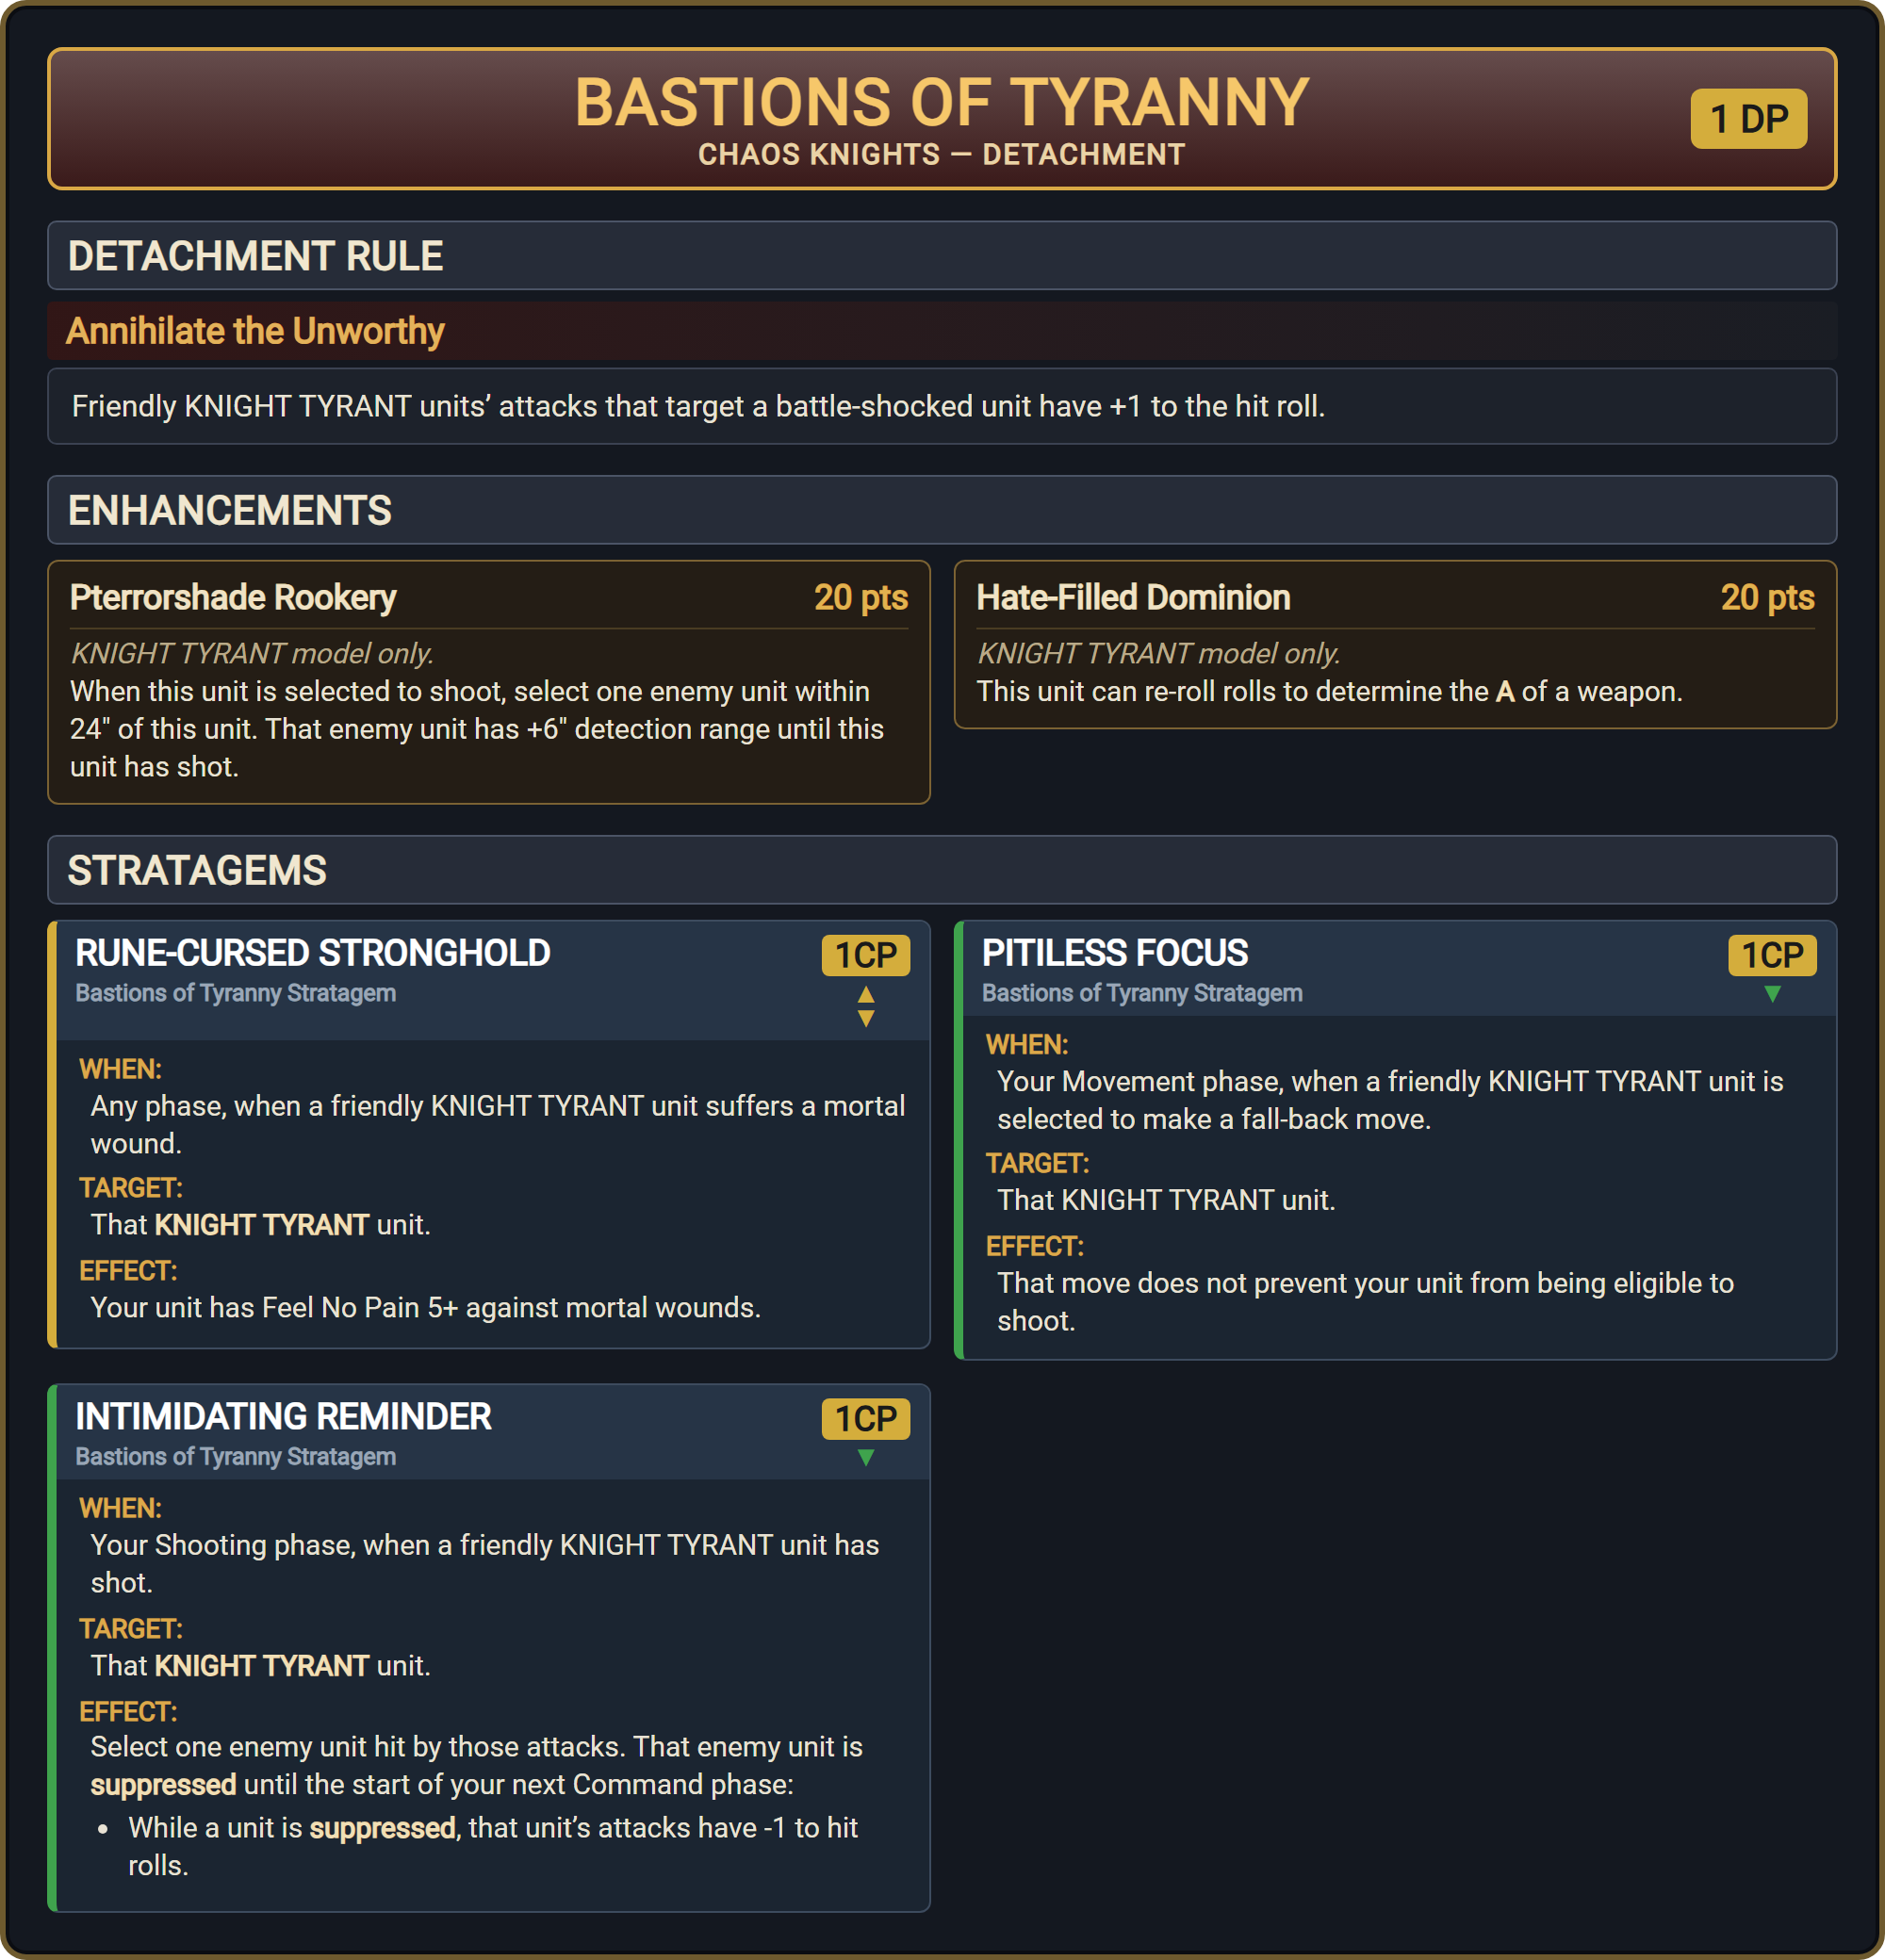 BASTIONS OF TYRANNY
CHAOS KNIGHTS — DETACHMENT
1 DP
DETACHMENT RULE
Annihilate the Unworthy
Friendly KNIGHT TYRANT units’ attacks that target a battle-shocked unit have +1 to the hit roll.
ENHANCEMENTS
Pterrorshade Rookery
20 pts
KNIGHT TYRANT model only.
When this unit is selected to shoot, select one enemy unit within
24" of this unit. That enemy unit has +6" detection range until this
unit has shot.
Hate-Filled Dominion
20 pts
KNIGHT TYRANT model only.
This unit can re-roll rolls to determine the A of a weapon.
STRATAGEMS
RUNE-CURSED STRONGHOLD
1CP
Bastions of Tyranny Stratagem
▲
▼
WHEN:
Any phase, when a friendly KNIGHT TYRANT unit suffers a mortal
wound.
TARGET:
That KNIGHT TYRANT unit.
EFFECT:
Your unit has Feel No Pain 5+ against mortal wounds.
PITILESS FOCUS
1CP
Bastions of Tyranny Stratagem
▼
WHEN:
Your Movement phase, when a friendly KNIGHT TYRANT unit is
selected to make a fall-back move.
TARGET:
That KNIGHT TYRANT unit.
EFFECT:
That move does not prevent your unit from being eligible to
shoot.
INTIMIDATING REMINDER
1CP
Bastions of Tyranny Stratagem
▼
WHEN:
Your Shooting phase, when a friendly KNIGHT TYRANT unit has
shot.
TARGET:
That KNIGHT TYRANT unit.
EFFECT:
Select one enemy unit hit by those attacks. That enemy unit is
suppressed until the start of your next Command phase:
• While a unit is suppressed, that unit’s attacks have -1 to hit
rolls.